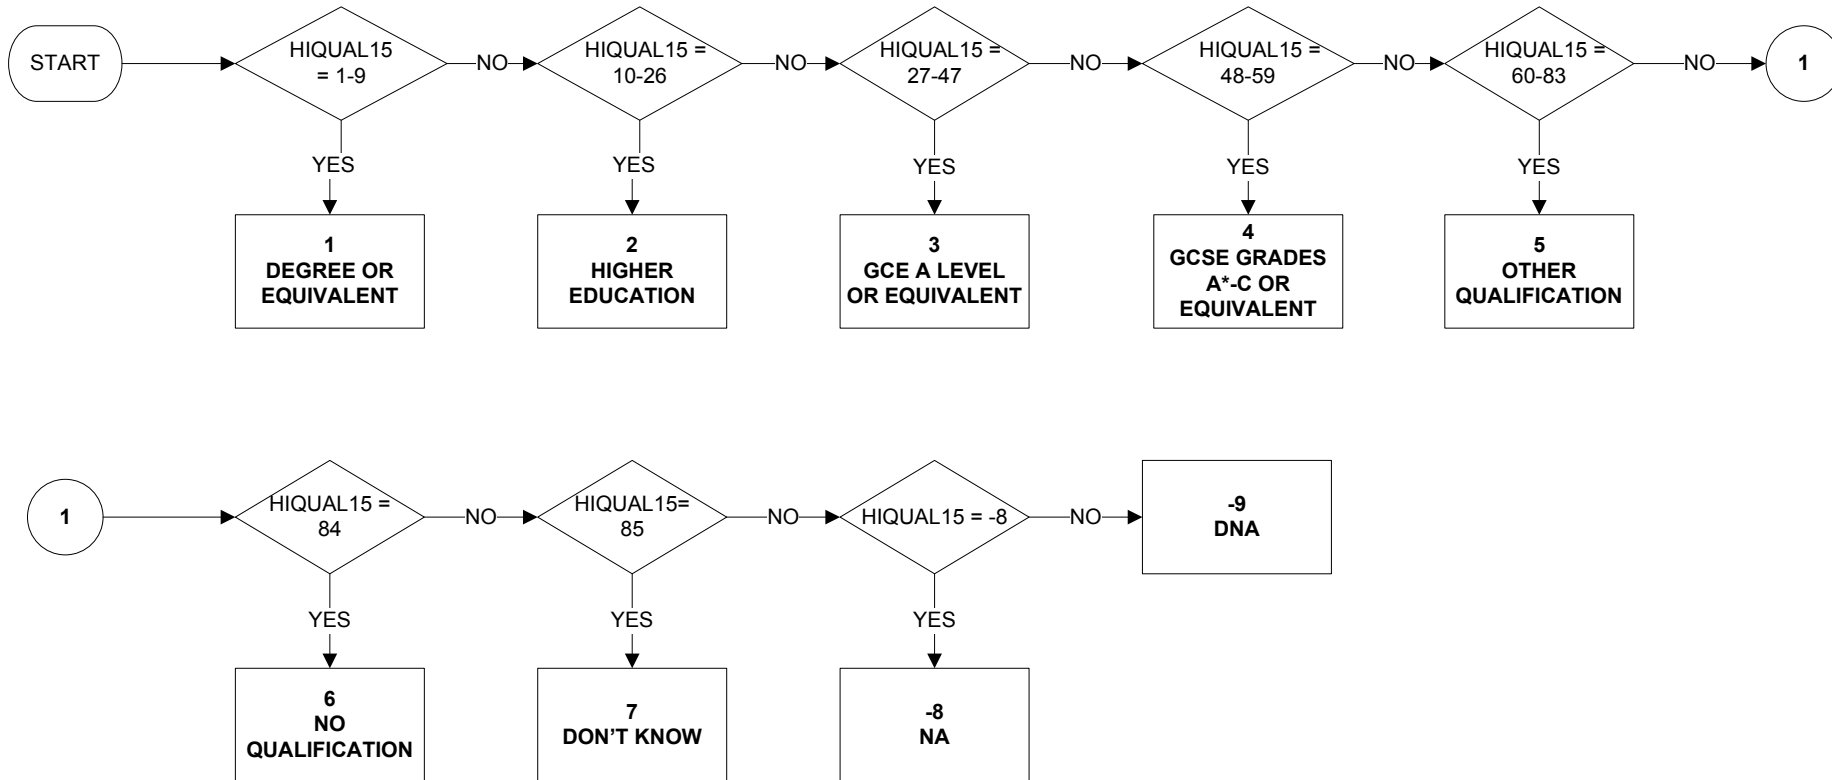 START
HIQUAL15
= 1-9
NO
HIQUAL15 =
10-26
NO
HIQUAL15 =
27-47
NO
HIQUAL15 =
48-59
NO
HIQUAL15 =
60-83
NO
1
YES
YES
YES
YES
YES
1
DEGREE OR
EQUIVALENT
2
HIGHER
EDUCATION
3
GCE A LEVEL
OR EQUIVALENT
4
GCSE GRADES
A*-C OR
EQUIVALENT
5
OTHER
QUALIFICATION
1
HIQUAL15 =
84
NO
HIQUAL15=
85
NO
HIQUAL15 = -8
NO
-9
DNA
YES
YES
YES
6
NO
QUALIFICATION
7
DON'T KNOW
-8
NA